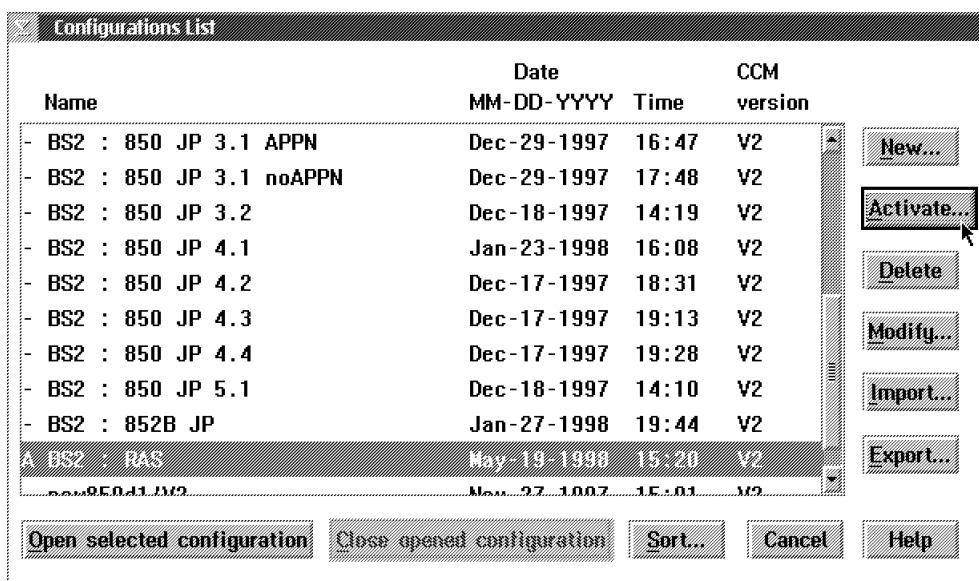 Configurations List
Date CCM
Name MM-DD-YYYY Time version
- BS2 : 850 JP 3.1 APPN Dec-29-1997 16:47 V2
- BS2 : 850 JP 3.1 noAPPN Dec-29-1997 17:48 V2
- BS2 : 850 JP 3.2 Dec-18-1997 14:19 V2
- BS2 : 850 JP 4.1 Jan-23-1998 16:08 V2
- BS2 : 850 JP 4.2 Dec-17-1997 18:31 V2
- BS2 : 850 JP 4.3 Dec-17-1997 19:13 V2
- BS2 : 850 JP 4.4 Dec-17-1997 19:28 V2
- BS2 : 850 JP 5.1 Dec-18-1997 14:10 V2
- BS2 : 852B JP Jan-27-1998 19:44 V2
A BS2 : RAS May-19-1998 15:20 V2
New...
Activate...
Delete
Modify...
Import...
Export...
Open selected configuration Close opened configuration Sort... Cancel Help